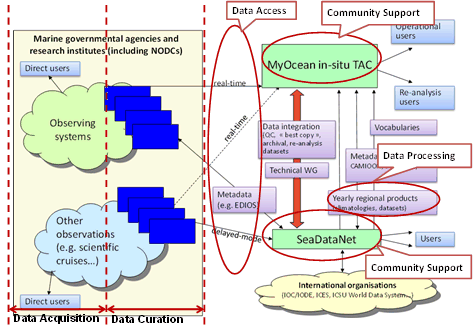 Data Access
Community Support
Marine governmental agencies and
research institutes (including NODCs)
Direct users
Observing
systems
real-time
real-time
MyOcean in-situ TAC
Operational
users
Re-analysis
users
Data integration
(QC, « best copy »,
archival, re-analysis
datasets
Technical WG
Vocabularies
Metadata
Data Processing
Yearly regional products
(climatologies, datasets)
Metadata
(e.g. EDIOS)
Other
observations
(e.g. scientific
cruises...)
delayed-mode
SeaDataNet
Users
Community Support
International organisations
(IOC/IODE, ICES, ICSU World Data System...)
Direct users
Data Acquisition
Data Curation